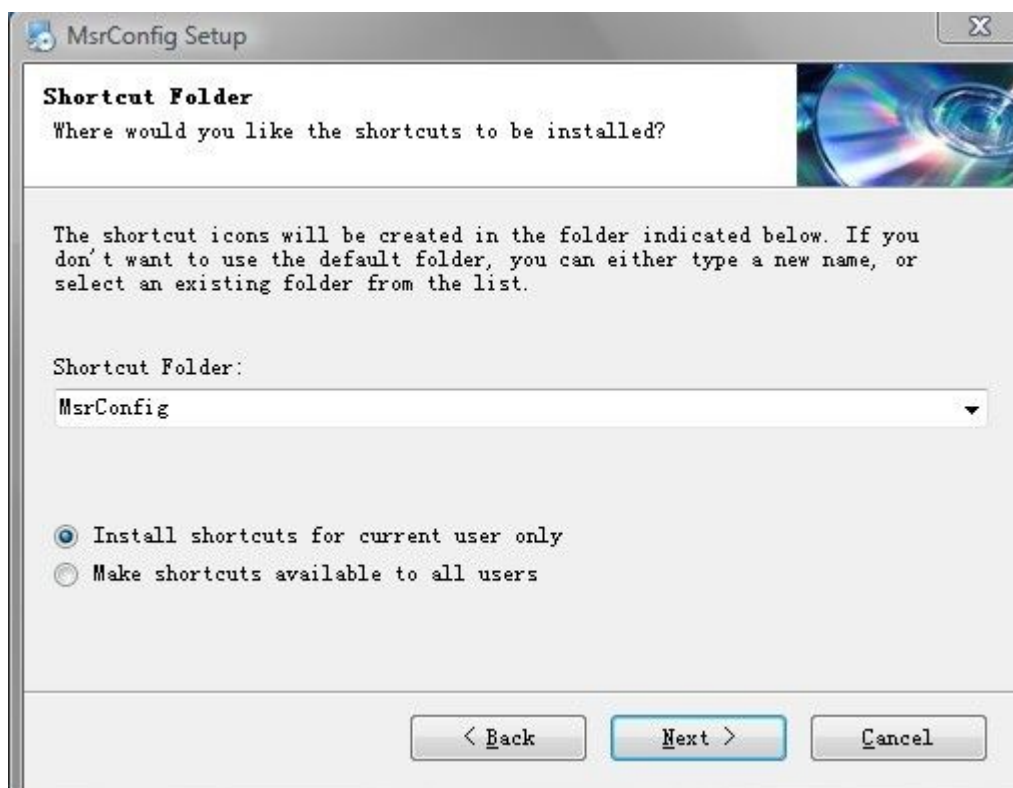 MsrConfig Setup
Shortcut Folder
Where would you like the shortcuts to be installed?
The shortcut icons will be created in the folder indicated below. If you
don't want to use the default folder, you can either type a new name, or
select an existing folder from the list.
Shortcut Folder:
MsrConfig
Install shortcuts for current user only
Make shortcuts available to all users
< Back
Next >
Cancel